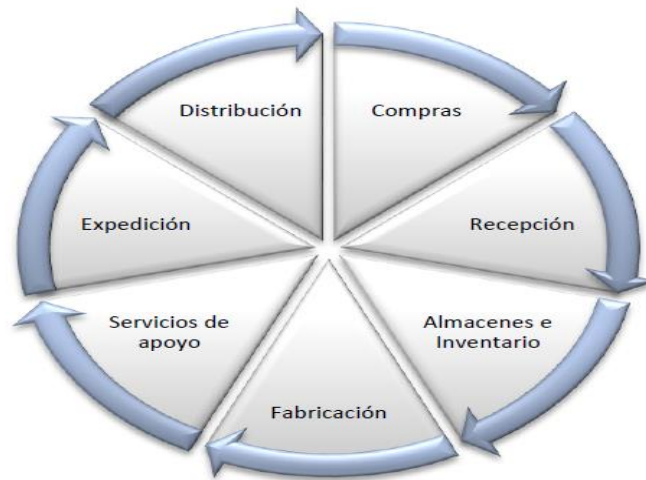 Distribución
Compras
Expedición
Recepción
Servicios de
apoyo
Almacenes e
Inventario
Fabricación